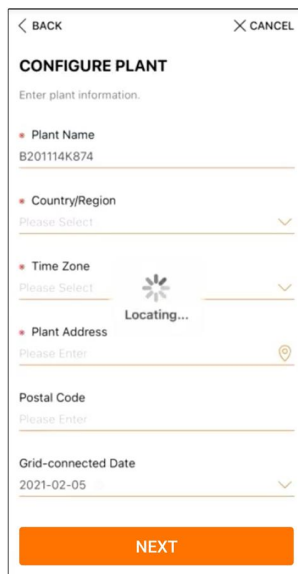 BACK
CANCEL
CONFIGURE PLANT
Enter plant information.
* Plant Name
B201114K874
* Country/Region
Please Select
* Time Zone
Please Select
Locating...
* Plant Address
Please Enter
Postal Code
Please Enter
Grid-connected Date
2021-02-05
NEXT